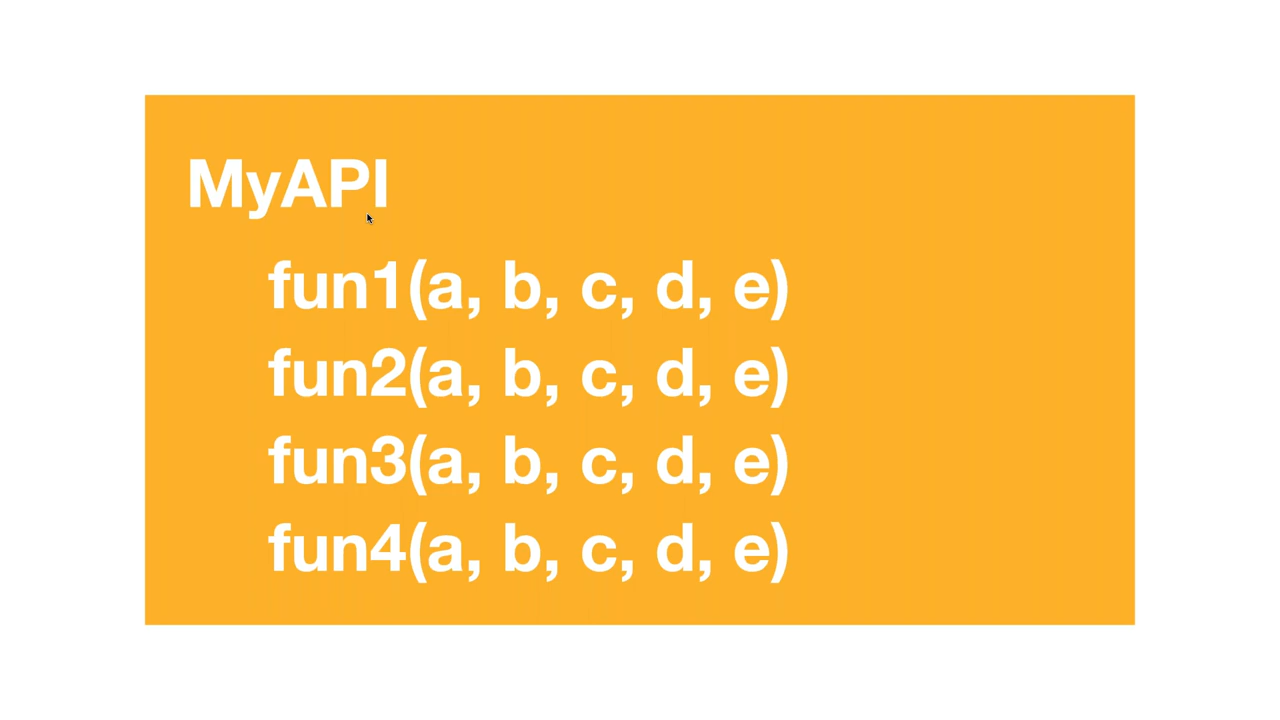 MyAPI
fun1(a, b, c, d, e)
fun2(a, b, c, d, e)
fun3(a, b, c, d, e)
fun4(a, b, c, d, e)